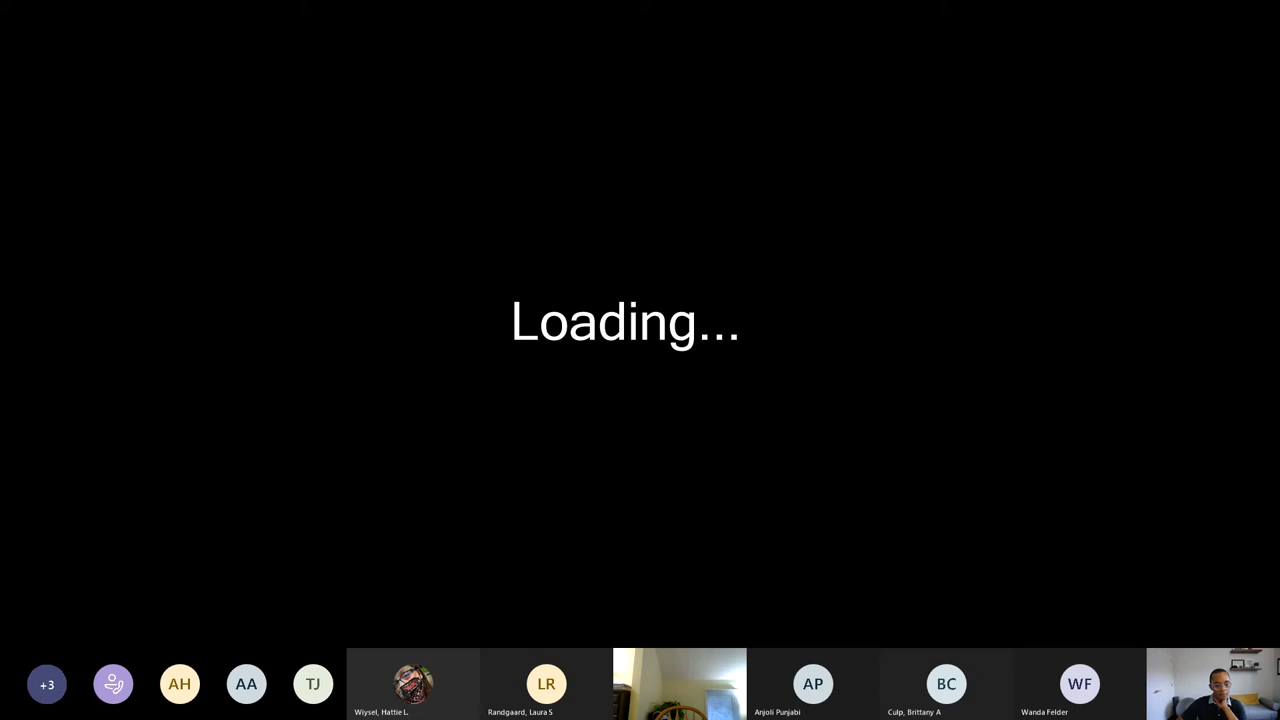 Loading...
+3
AH
AA
TJ
Wiysel, Hattie L.
LR
Randgaard, Laura S
AP
Anjoli Punjabi
BC
Culp, Brittany A
WF
Wanda Felder